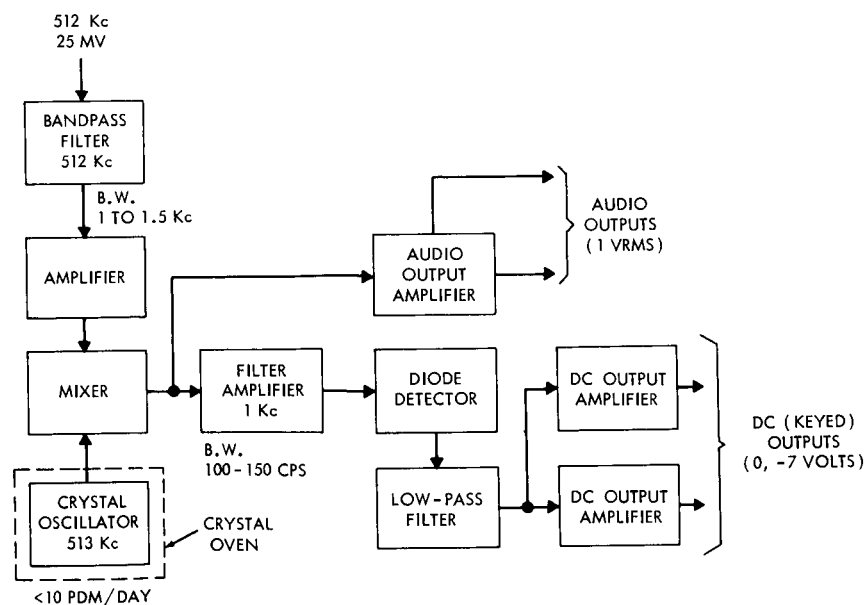 512 Kc
25 MV
BANDPASS
FILTER
512 Kc
B.W.
1 TO 1.5 Kc
AMPLIFIER
AUDIO
OUTPUT
AMPLIFIER
AUDIO
OUTPUTS
(1 VRMS)
MIXER
FILTER
AMPLIFIER
1 Kc
B.W.
100-150 CPS
DIODE
DETECTOR
DC OUTPUT
AMPLIFIER
DC (KEYED)
OUTPUTS
(0, -7 VOLTS)
LOW-PASS
FILTER
DC OUTPUT
AMPLIFIER
CRYSTAL
OSCILLATOR
513 Kc
CRYSTAL
OVEN
<10 PDM/DAY